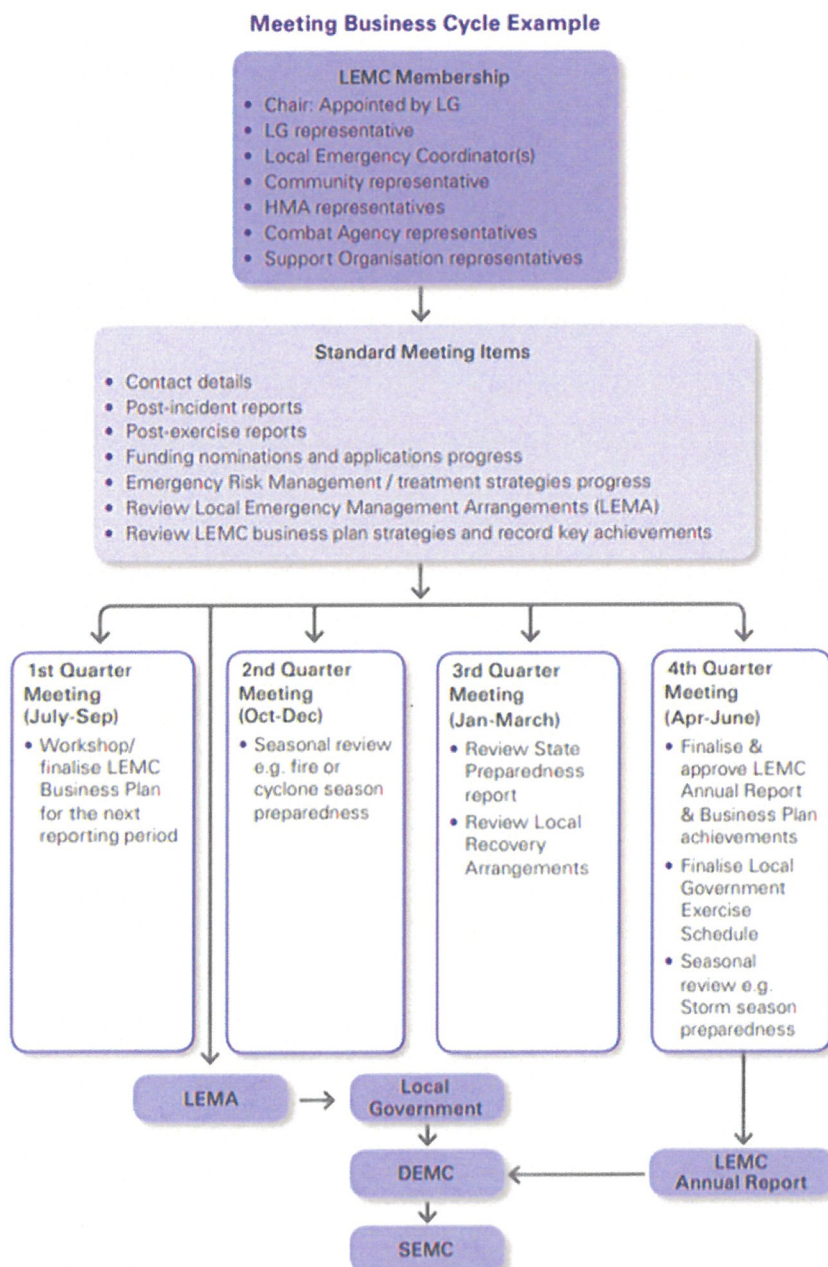 Meeting Business Cycle Example
LEMC Membership
• Chair: Appointed by LG
• LG representative
• Local Emergency Coordinator(s)
• Community representative
• HMA representatives
• Combat Agency representatives
• Support Organisation representatives
Standard Meeting Items
• Contact details
• Post-incident reports
• Post-exercise reports
• Funding nominations and applications progress
• Emergency Risk Management / treatment strategies progress
• Review Local Emergency Management Arrangements (LEMA)
• Review LEMC business plan strategies and record key achievements
1st Quarter
Meeting
(July-Sep)
• Workshop/
finalise LEMC
Business Plan
for the next
reporting period
2nd Quarter
Meeting
(Oct-Dec)
• Seasonal review
e.g. fire or
cyclone season
preparedness
3rd Quarter
Meeting
(Jan-March)
• Review State
Preparedness
report
• Review Local
Recovery
Arrangements
4th Quarter
Meeting
(Apr-June)
• Finalise &
approve LEMC
Annual Report
& Business Plan
achievements
• Finalise Local
Government
Exercise
Schedule
• Seasonal
review e.g.
Storm season
preparedness
LEMA
Local
Government
DEMC
LEMC
Annual Report
SEMC